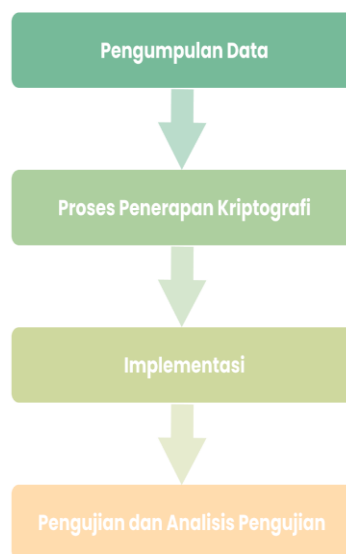 Pengumpulan Data
Proses Penerapan Kriptografi
Implementasi
Pengujian dan Analisis Pengujian